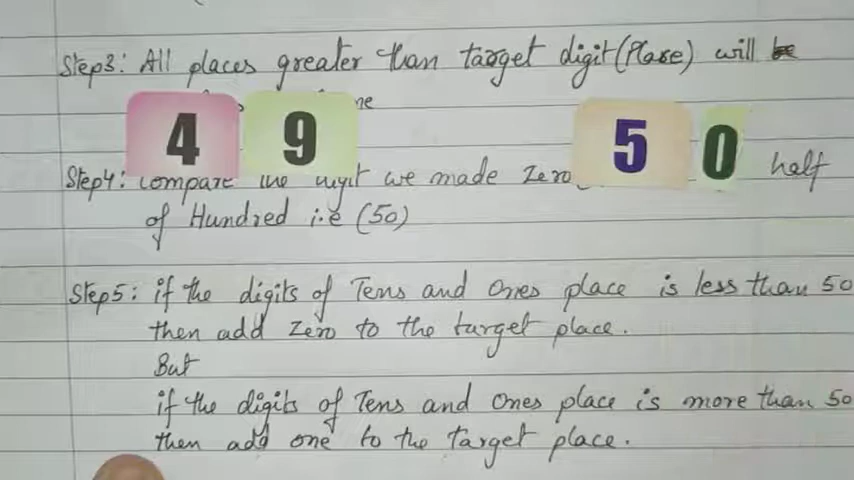 Step3: All places greater than target digit (Place) will be
4 9 5 0
Step4: Compare the digit we made Zero half
of Hundred i.e (50)
Step5: if the digits of Tens and Ones place is less than 50
then add Zero to the target place.
But
if the digits of Tens and Ones place is more than 50
then add one to the target place.